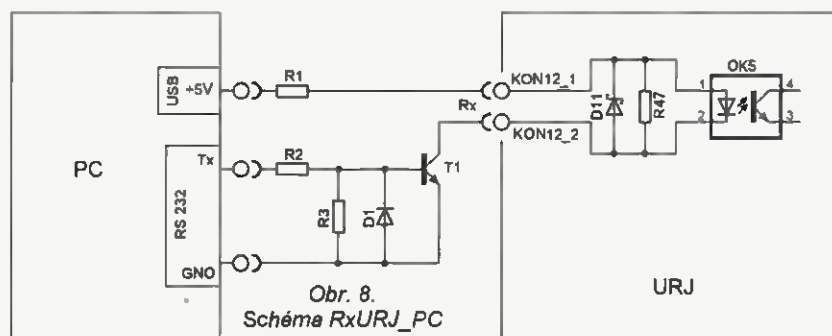 PC
USB
+5V
R1
Rx
KON12_1
KON12_2
D11
R47
OK5
1
2
4
3
RS 232
Tx
R2
R3
D1
T1
GND
Obr. 8.
Schéma RxURJ_PC
URJ